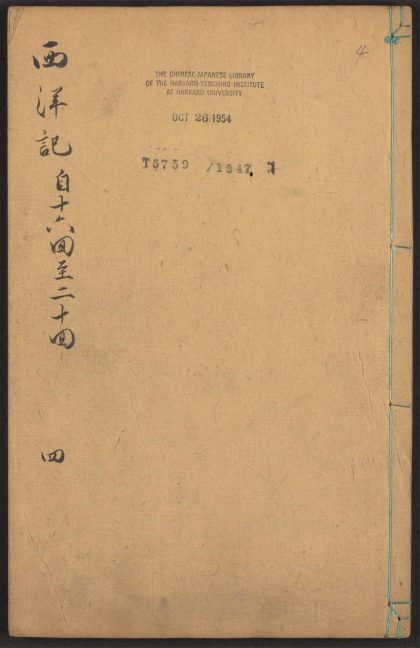 西洋記 自十六回至二十回
四
THE CHINESE-JAPANESE LIBRARY
OF THE HARVARD-YENCHING INSTITUTE
AT HARVARD UNIVERSITY
OCT 26 1954
T5759 /1347
4